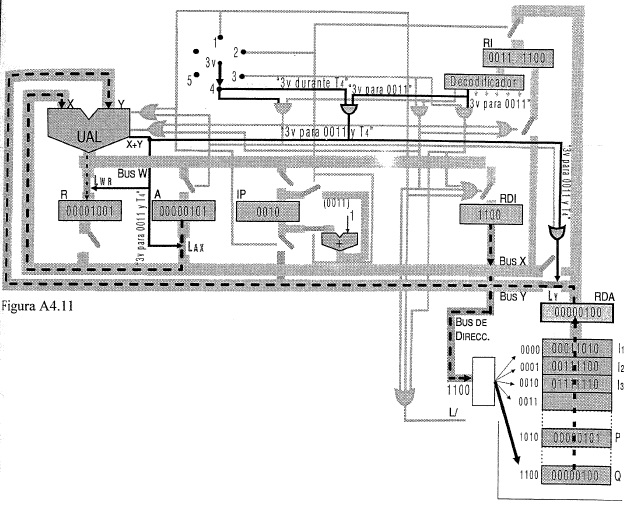 1
2
3v
3
5
4
"3v durante T4"
"3v para 0011"
RI
0011 1100
Decodificador
"3v para 0011"
X
Y
UAL
X+Y
"3v para 0011 y T4"
"3v para 0011 y T4"
Bus W
LWR
R
00001001
"3v para 0011 y T4"
A
00000101
LAX
IP
0010
(0011)
1
+
RDI
1100
Bus X
Bus Y
LY
RDA
00000100
Figura A4.11
Bus de
Direcc.
1100
L/
0000
00011010
I1
0001
I2
0010
I3
0011
1010
00000101
P
1100
00000100
Q